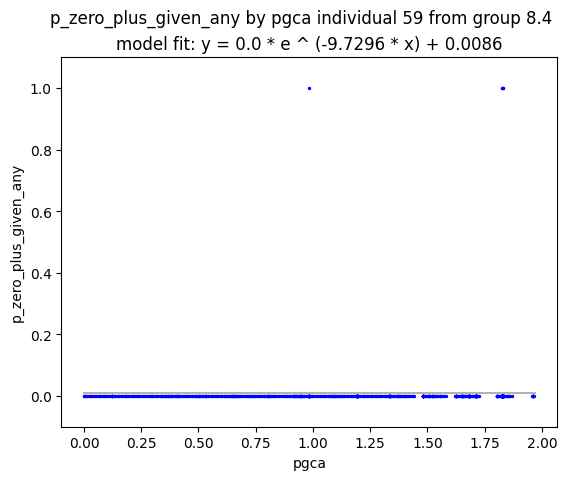 p_zero_plus_given_any by pgca individual 59 from group 8.4
model fit: y = 0.0 * e ^ (-9.7296 * x) + 0.0086
1.0
0.8
0.6
0.4
0.2
0.0
p_zero_plus_given_any
0.00 0.25 0.50 0.75 1.00 1.25 1.50 1.75 2.00
pgca